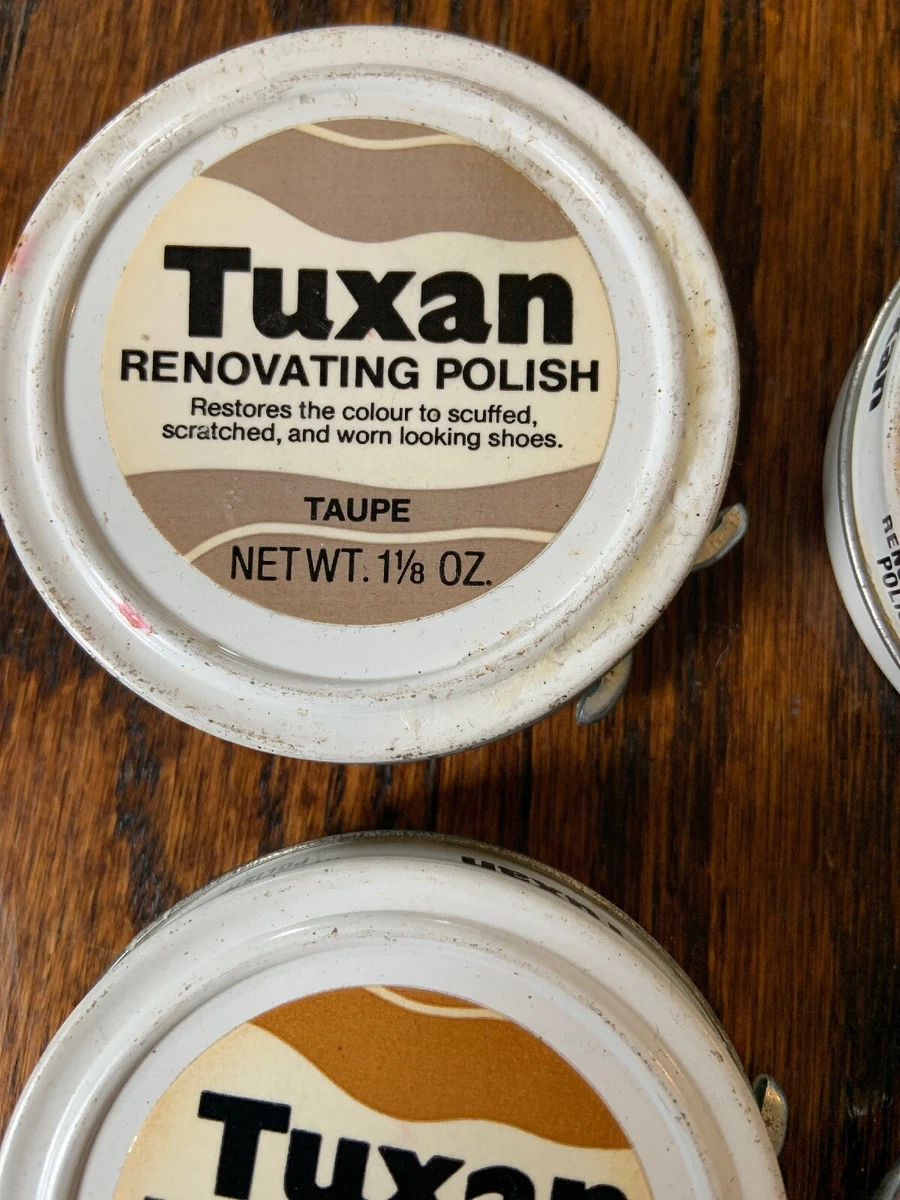 Tuxan
RENOVATING POLISH
Restores the colour to scuffed,
scratched, and worn looking shoes.
TAUPE
NET WT. 1⅛ OZ.
Tuxan